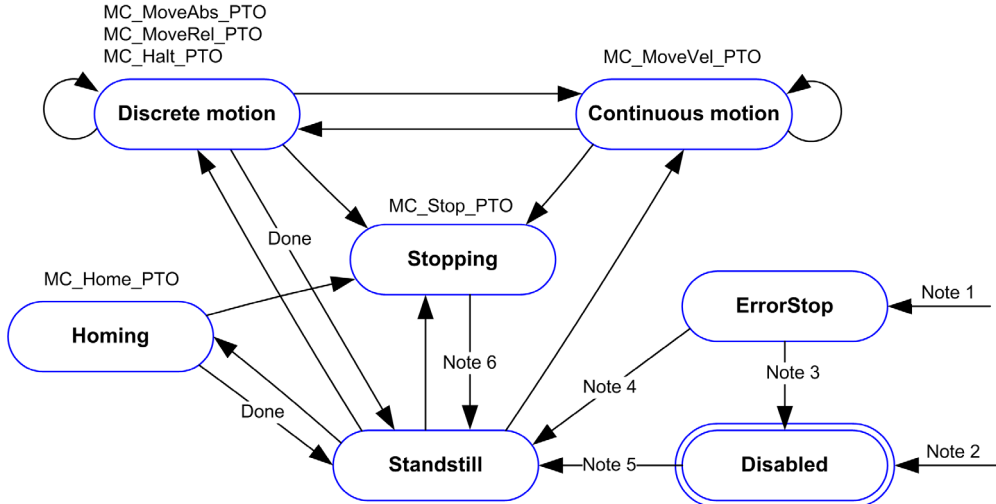 MC_MoveAbs_PTO
MC_MoveRel_PTO
MC_Halt_PTO
MC_MoveVel_PTO
Discrete motion
Continuous motion
MC_Stop_PTO
Done
Stopping
MC_Home_PTO
Homing
ErrorStop
Note 1
Note 6
Note 3
Note 4
Done
Standstill
Note 5
Disabled
Note 2